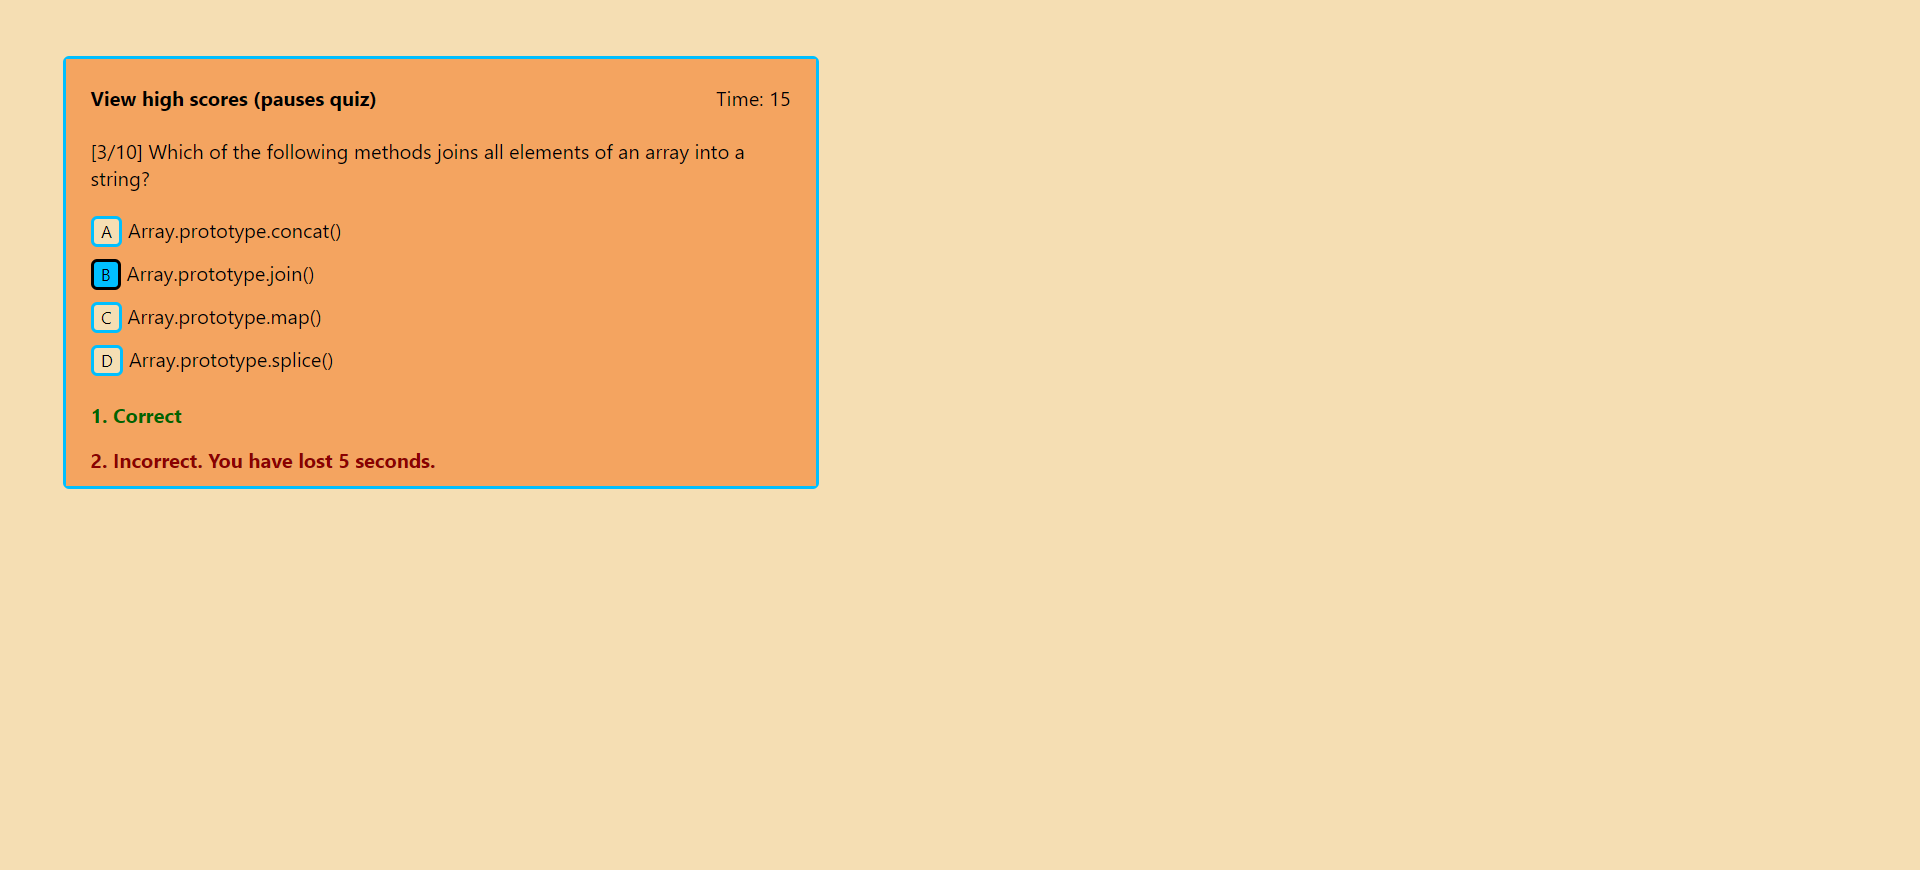 View high scores (pauses quiz) Time: 15
[3/10] Which of the following methods joins all elements of an array into a
string?
A Array.prototype.concat()
B Array.prototype.join()
C Array.prototype.map()
D Array.prototype.splice()
1. Correct
2. Incorrect. You have lost 5 seconds.